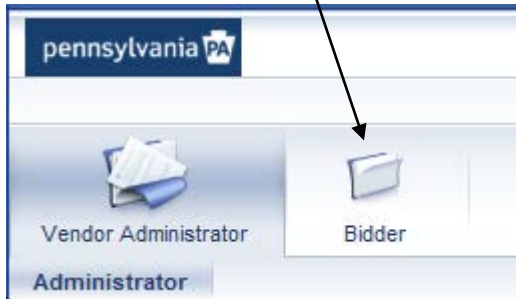 pennsylvania PA
Vendor Administrator Bidder
Administrator